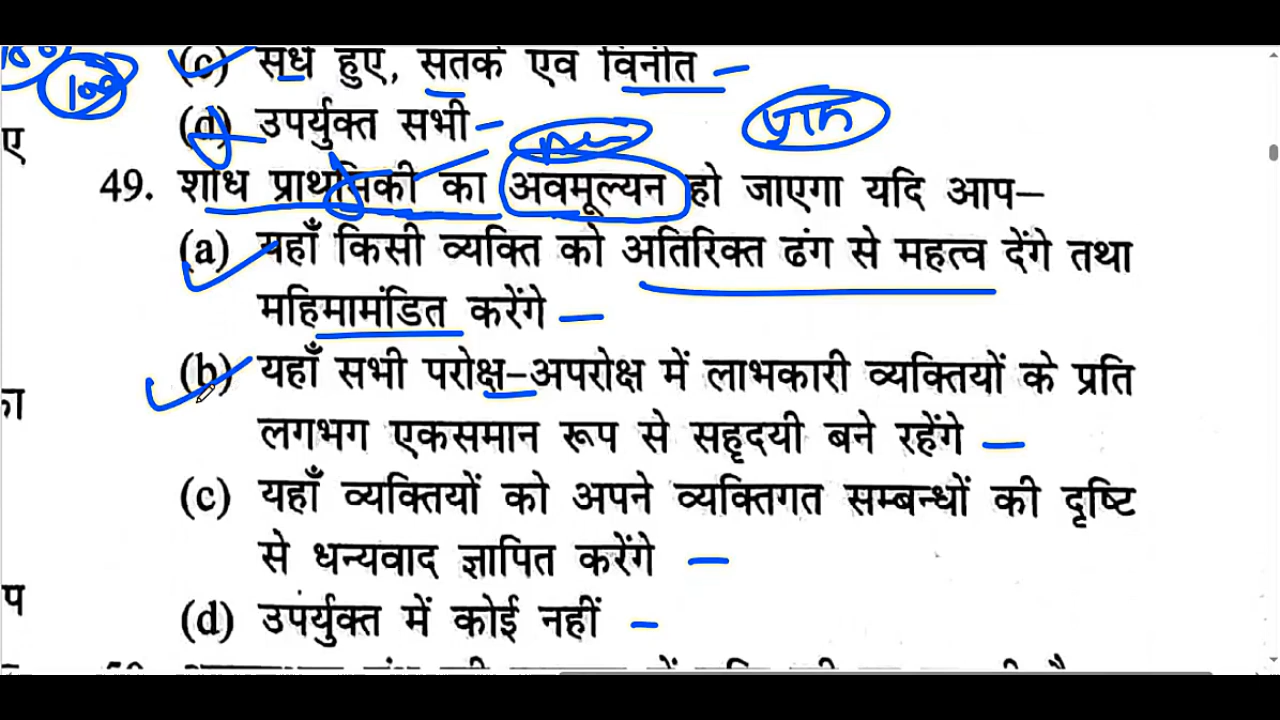 100
(c) सधे हुए, सतर्क एवं विनीत
(d) उपर्युक्त सभी
ए
49. शोध प्राथमिकी का अवमूल्यन हो जाएगा यदि आप–
(a) यहाँ किसी व्यक्ति को अतिरिक्त ढंग से महत्व देंगे तथा
महिमामंडित करेंगे
(b) यहाँ सभी परोक्ष–अपरोक्ष में लाभकारी व्यक्तियों के प्रति
लगभग एकसमान रूप से सहृदयी बने रहेंगे
(c) यहाँ व्यक्तियों को अपने व्यक्तिगत सम्बन्धों की दृष्टि
से धन्यवाद ज्ञापित करेंगे
प
(d) उपर्युक्त में कोई नहीं